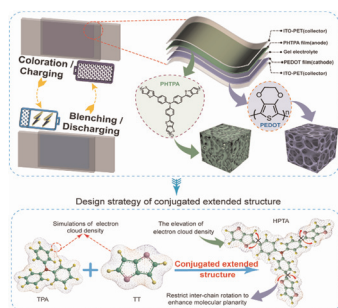 Coloration /
Charging
Blenching /
Discharging
ITO-PET(collector)
PHTPA film(anode)
Gel electrolyte
PEDOT film(cathode)
ITO-PET(collector)
PHTPA
PEDOT
Design strategy of conjugated extended structure
Simulations of electron
cloud density
TPA
TT
Conjugated extended
structure
The elevation of
electron cloud density
HPTA
Restrict inter-chain rotation to
enhance molecular planarity